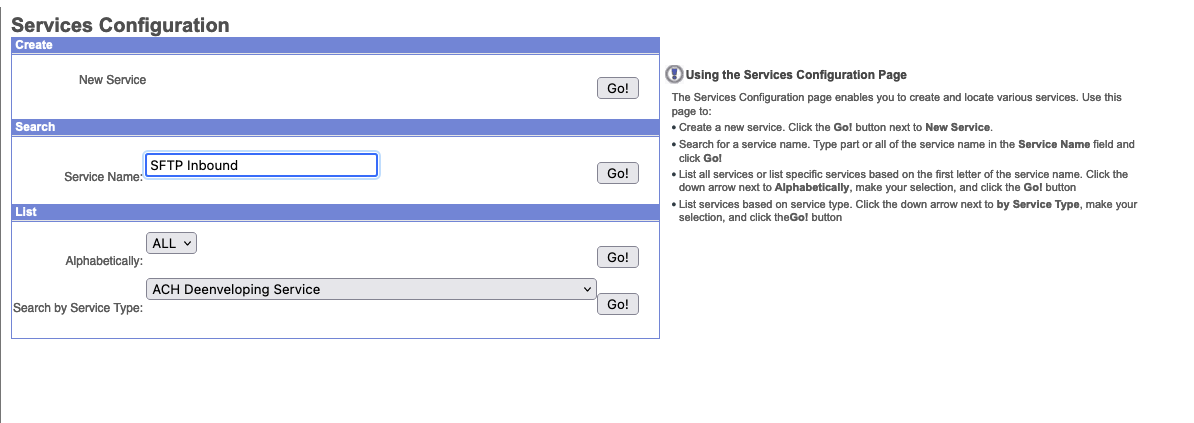 Services Configuration
Create
New Service
Go!
Search
Service Name:
SFTP Inbound
Go!
List
Alphabetically:
ALL
Go!
Search by Service Type:
ACH Deenveloping Service
Go!
Using the Services Configuration Page
The Services Configuration page enables you to create and locate various services. Use this
page to:
• Create a new service. Click the Go! button next to New Service.
• Search for a service name. Type part or all of the service name in the Service Name field and
click Go!
• List all services or list specific services based on the first letter of the service name. Click the
down arrow next to Alphabetically, make your selection, and click the Go! button
• List services based on service type. Click the down arrow next to by Service Type, make your
selection, and click theGo! button